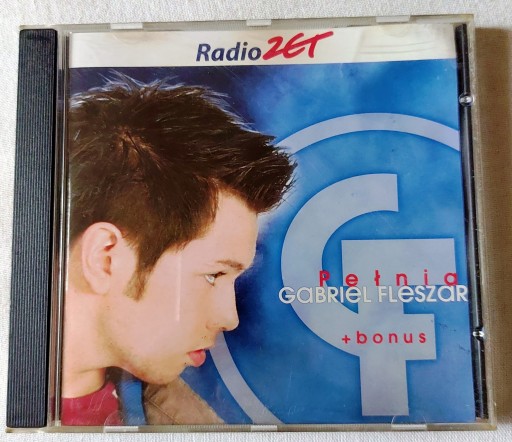 Radio ZET
Pełnia
GABRIEL FLESZAR
+ bonus